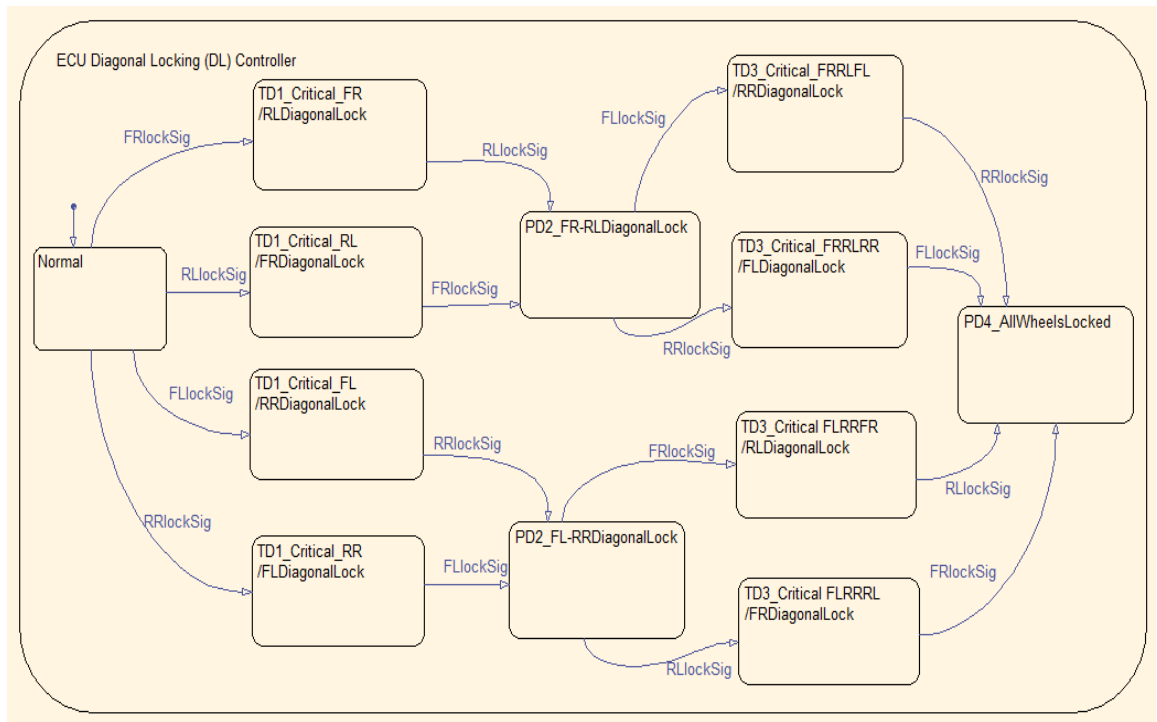 ECU Diagonal Locking (DL) Controller
TD1_Critical_FR
/RLDiagonalLock
TD3_Critical_FRRLFL
/RRDiagonalLock
FRlockSig
FLlockSig
RLlockSig
RRlockSig
Normal
TD1_Critical_RL
/FRDiagonalLock
PD2_FR-RLDiagonalLock
TD3_Critical_FRRLRR
/FLDiagonalLock
FLlockSig
RLlockSig
FRlockSig
PD4_AllWheelsLocked
RRlockSig
TD1_Critical_FL
/RRDiagonalLock
FLlockSig
TD3_Critical FLRRFR
/RLDiagonalLock
RRlockSig
FRlockSig
RLlockSig
RRlockSig
PD2_FL-RRDiagonalLock
TD1_Critical_RR
/FLDiagonalLock
FLlockSig
FRlockSig
TD3_Critical FLRRRL
/FRDiagonalLock
RLlockSig